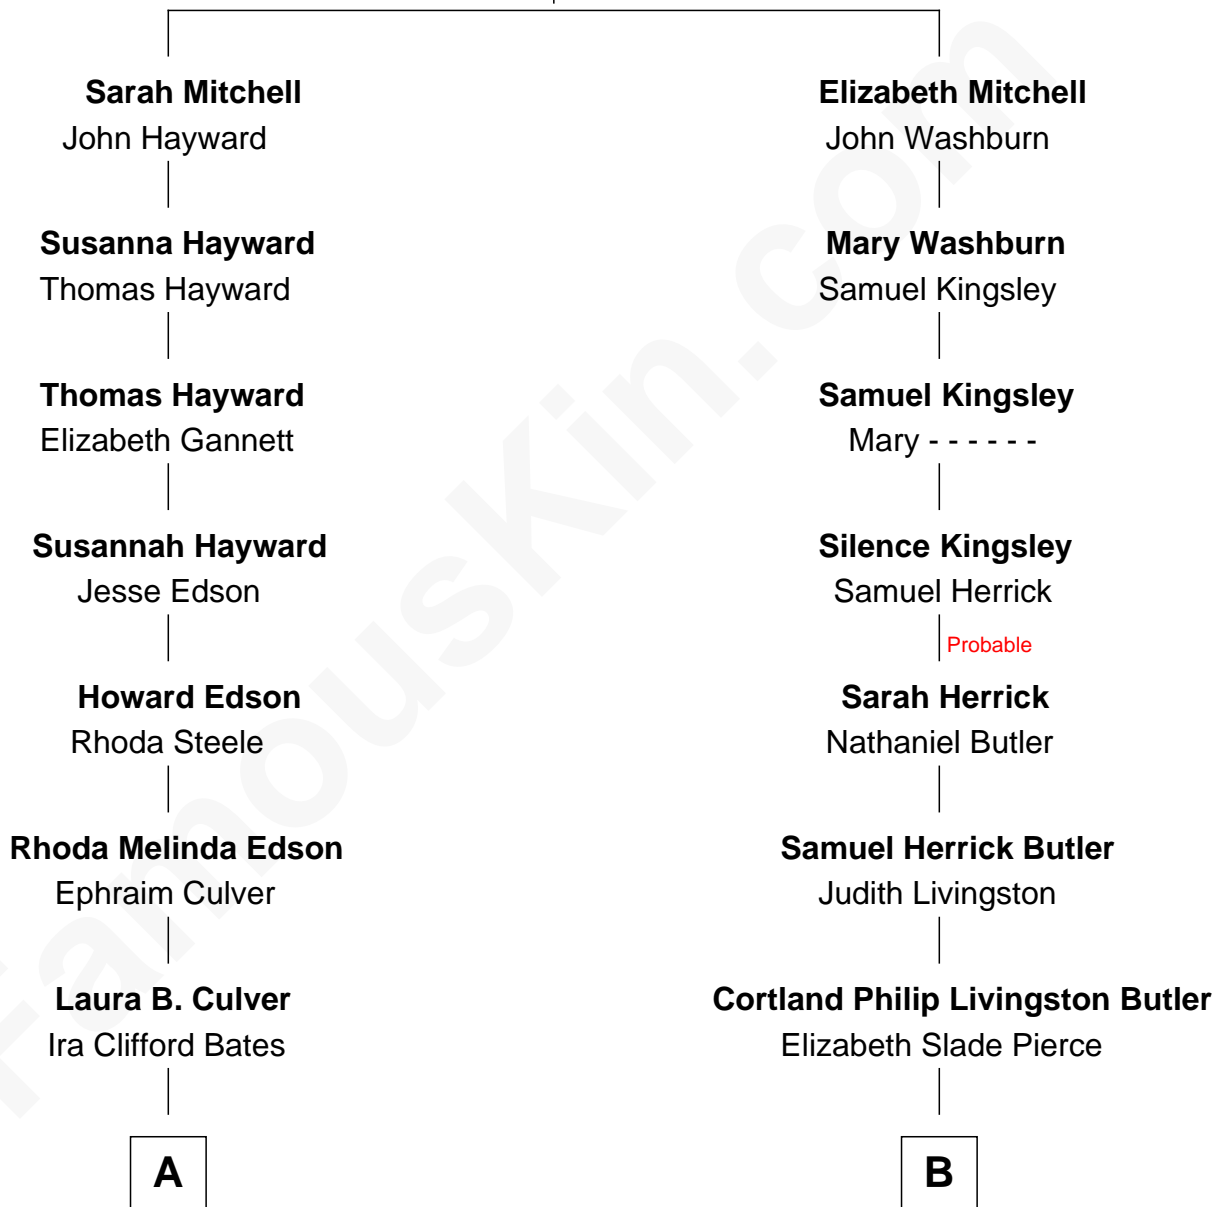 Sarah Mitchell
John Hayward
Susanna Hayward
Thomas Hayward
Thomas Hayward
Elizabeth Gannett
Susannah Hayward
Jesse Edson
Howard Edson
Rhoda Steele
Rhoda Melinda Edson
Ephraim Culver
Laura B. Culver
Ira Clifford Bates
A
Elizabeth Mitchell
John Washburn
Mary Washburn
Samuel Kingsley
Samuel Kingsley
Mary - - - - - -
Silence Kingsley
Samuel Herrick
Probable
Sarah Herrick
Nathaniel Butler
Samuel Herrick Butler
Judith Livingston
Cortland Philip Livingston Butler
Elizabeth Slade Pierce
B
FamousKin.com